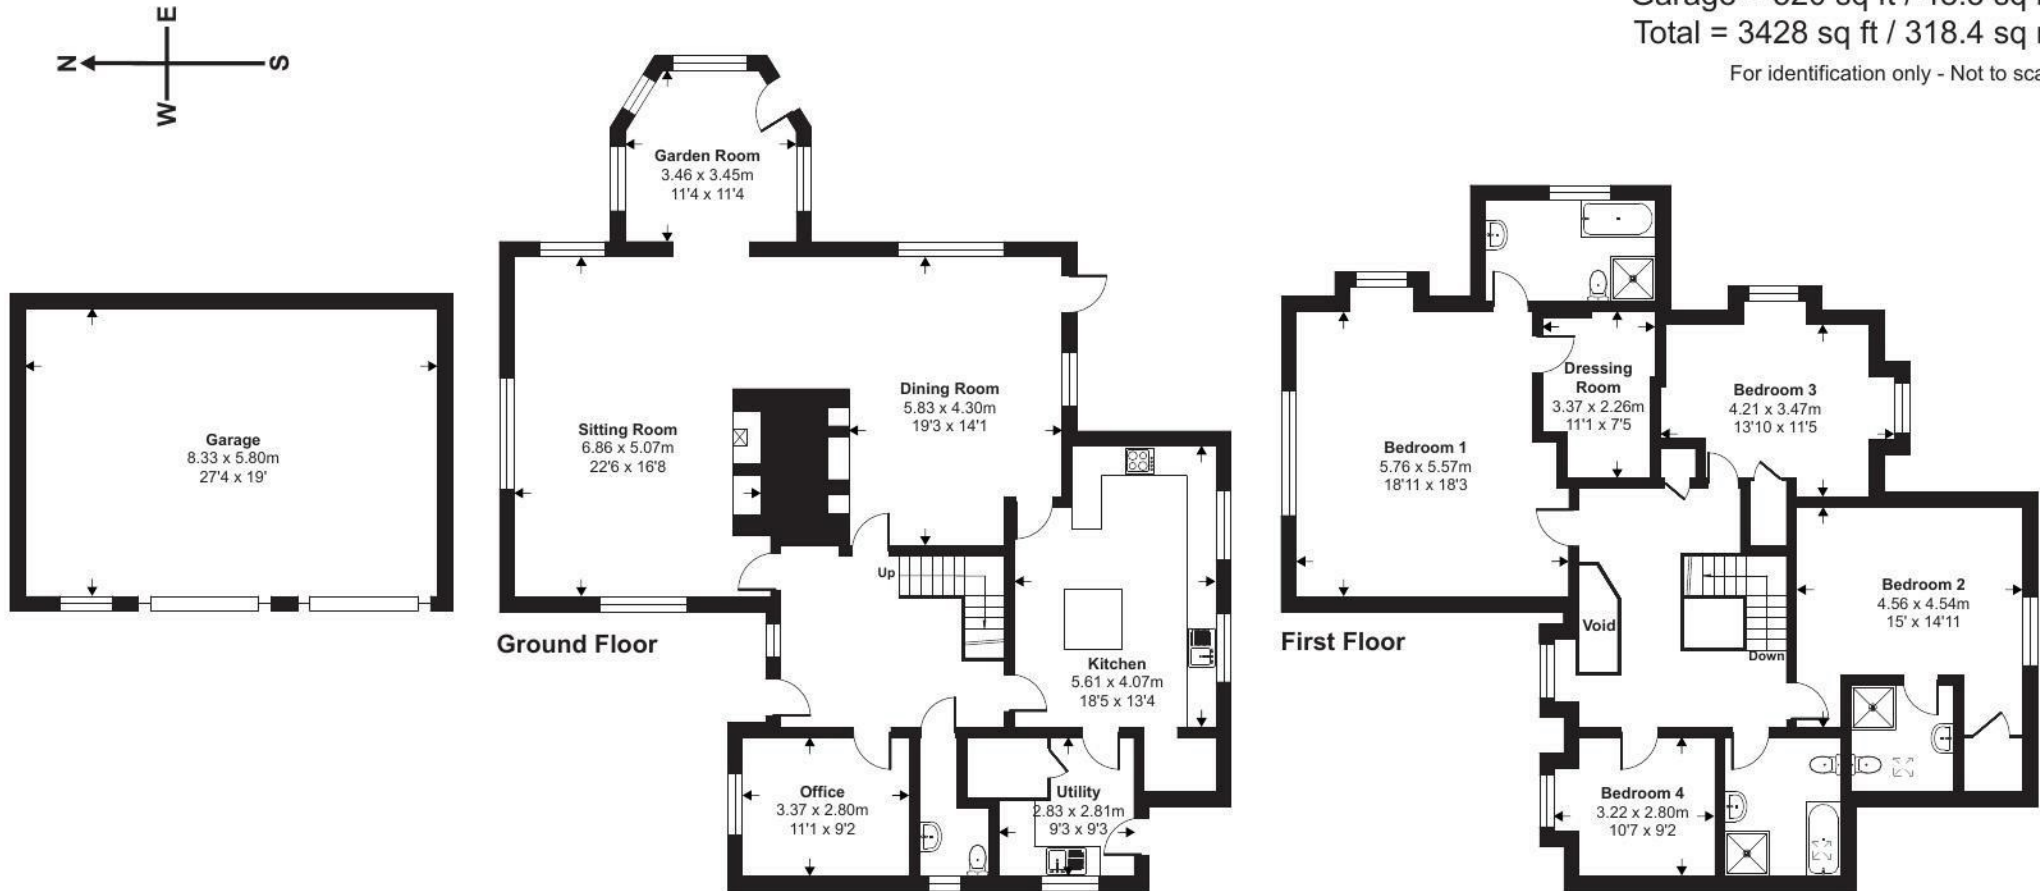 Total = 3428 sq ft / 318.4 sq
For identification only - Not to
E
N
S
W
Garden Room
3.46 x 3.45m
11'4 x 11'4
Garage
8.33 x 5.80m
27'4 x 19'
Sitting Room
6.86 x 5.07m
22'6 x 16'8
Dining Room
5.83 x 4.30m
19'3 x 14'1
Up
Kitchen
5.61 x 4.07m
18'5 x 13'4
Office
3.37 x 2.80m
11'1 x 9'2
Utility
2.83 x 2.81m
9'3 x 9'3
Ground Floor
Bedroom 1
5.76 x 5.57m
18'11 x 18'3
Dressing
Room
3.37 x 2.26m
11'1 x 7'5
Bedroom 3
4.21 x 3.47m
13'10 x 11'5
Bedroom 2
4.56 x 4.54m
15' x 14'11
Void
Down
Bedroom 4
3.22 x 2.80m
10'7 x 9'2
First Floor